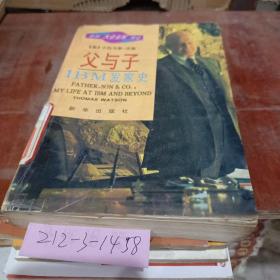 父与子
IBM发家史
FATHER, SON & CO.:
MY LIFE AT IBM AND BEYOND
THOMAS WATSON
新华出版社
212-5-1458